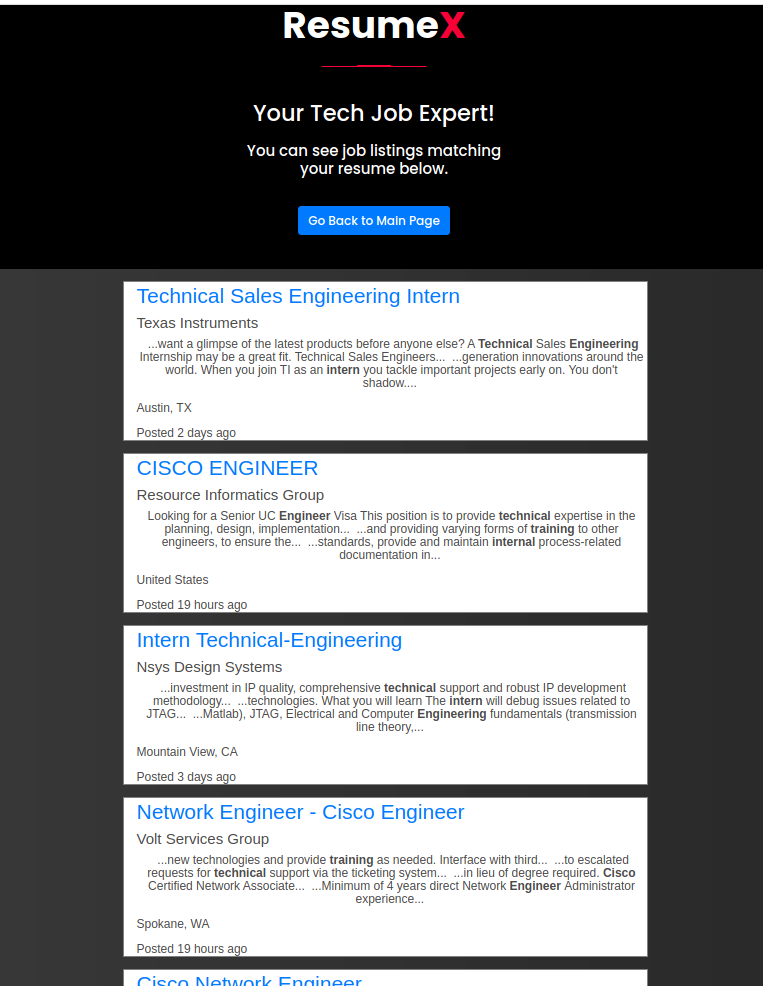 ResumeX
Your Tech Job Expert!
You can see job listings matching
your resume below.
Go Back to Main Page
Technical Sales Engineering Intern
Texas Instruments
...want a glimpse of the latest products before anyone else? A Technical Sales Engineering
Internship may be a great fit. Technical Sales Engineers... ...generation innovations around the
world. When you join TI as an intern you tackle important projects early on. You don't
shadow....
Austin, TX
Posted 2 days ago
CISCO ENGINEER
Resource Informatics Group
Looking for a Senior UC Engineer Visa This position is to provide technical expertise in the
planning, design, implementation... ...and providing varying forms of training to other
engineers, to ensure the... ...standards, provide and maintain internal process-related
documentation in...
United States
Posted 19 hours ago
Intern Technical-Engineering
Nsys Design Systems
...investment in IP quality, comprehensive technical support and robust IP development
methodology... ...technologies. What you will learn The intern will debug issues related to
JTAG... ...Matlab), JTAG, Electrical and Computer Engineering fundamentals (transmission
line theory,...
Mountain View, CA
Posted 3 days ago
Network Engineer - Cisco Engineer
Volt Services Group
...new technologies and provide training as needed. Interface with third... ...to escalated
requests for technical support via the ticketing system... ...in lieu of degree required. Cisco
Certified Network Associate... ...Minimum of 4 years direct Network Engineer Administrator
experience...
Spokane, WA
Posted 19 hours ago
Cisco Network Engineer